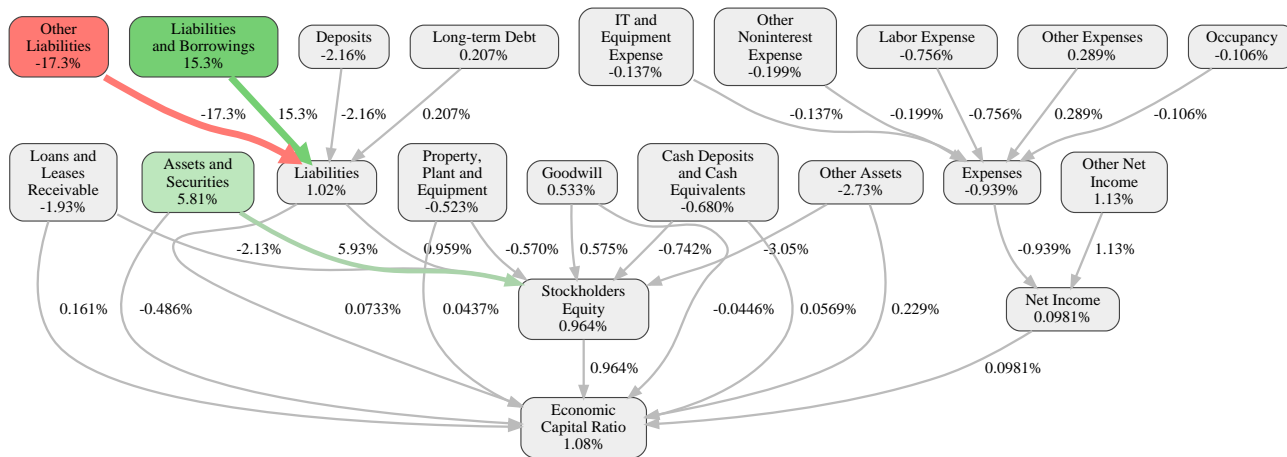 Other
Liabilities
-17.3%
Liabilities
and Borrowings
15.3%
Deposits
-2.16%
Long-term Debt
0.207%
IT and
Equipment
Expense
-0.137%
Other
Noninterest
Expense
-0.199%
Labor Expense
-0.756%
Other Expenses
0.289%
Occupancy
-0.106%
-17.3%
15.3%
-2.16%
0.207%
-0.137%
-0.199%
-0.756%
0.289%
-0.106%
Loans and
Leases
Receivable
-1.93%
Assets and
Securities
5.81%
Liabilities
1.02%
Property,
Plant and
Equipment
-0.523%
Goodwill
0.533%
Cash Deposits
and Cash
Equivalents
-0.680%
Other Assets
-2.73%
Expenses
-0.939%
Other Net
Income
1.13%
-2.13%
5.93%
0.959%
-0.570%
0.575%
-0.742%
-3.05%
-0.939%
1.13%
0.161%
-0.486%
0.0733%
0.0437%
Stockholders
Equity
0.964%
-0.0446%
0.0569%
0.229%
Net Income
0.0981%
0.964%
0.0981%
Economic
Capital Ratio
1.08%